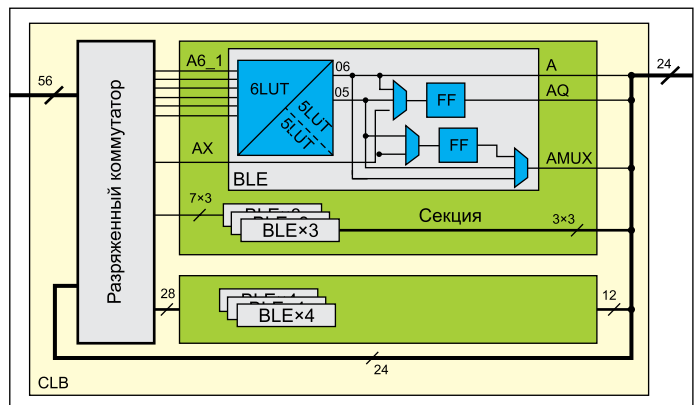 56
24
Разряженный коммутатор
A6_1
6LUT
5LUT
5LUT
06
05
FF
FF
A
AQ
AX
AMUX
BLE
7×3
BLE×3
Секция
3×3
28
BLE×4
12
24
CLB